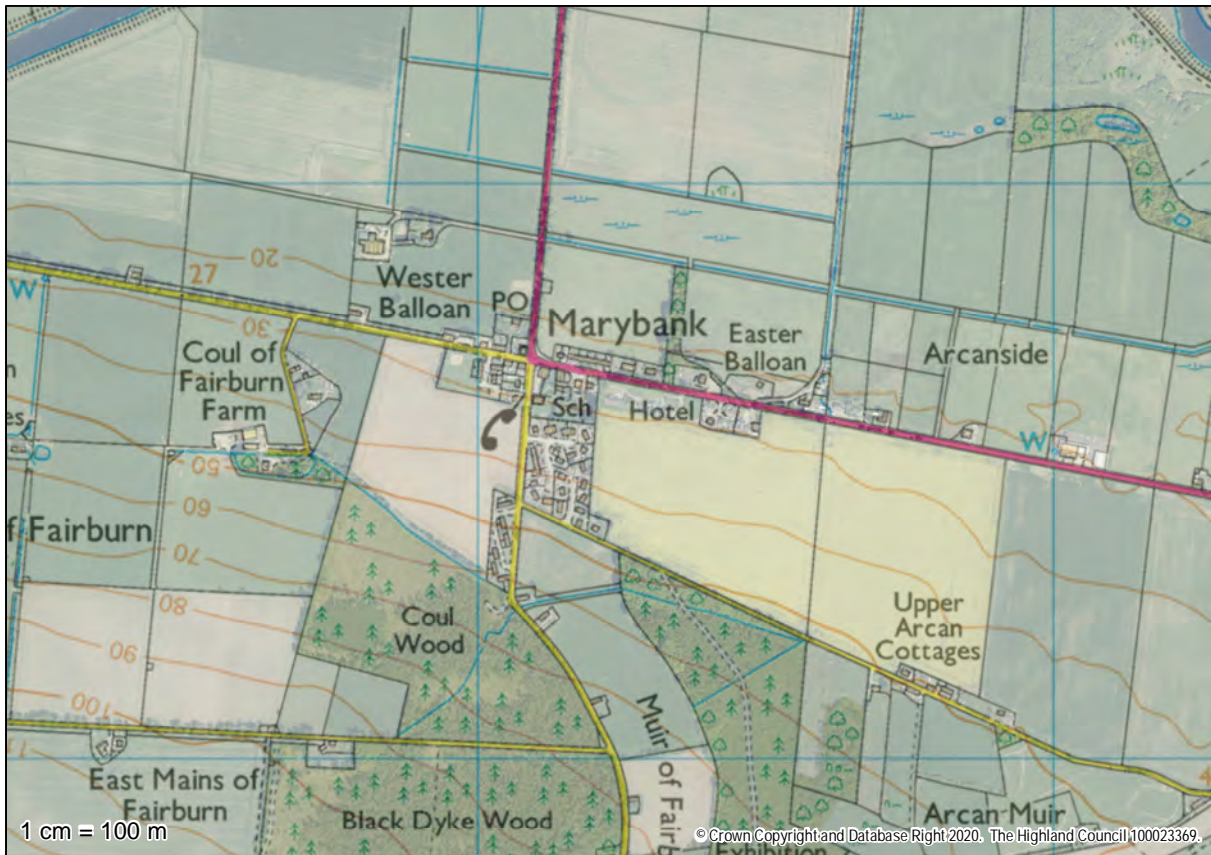 20
27
W
Wester
Balloan
PO
30
Marybank
Easter
Balloan
Arcanside
Coul of
Fairburn
Farm
Sch
Hotel
W
50
60
f Fairburn
70
80
Coul
Wood
Upper
Arcan
Cottages
90
100
Muir of Fairb
East Mains of
Fairburn
Black Dyke Wood
Arcan Muir
Exhibition
1 cm = 100 m
© Crown Copyright and Database Right 2020. The Highland Council 100023369.